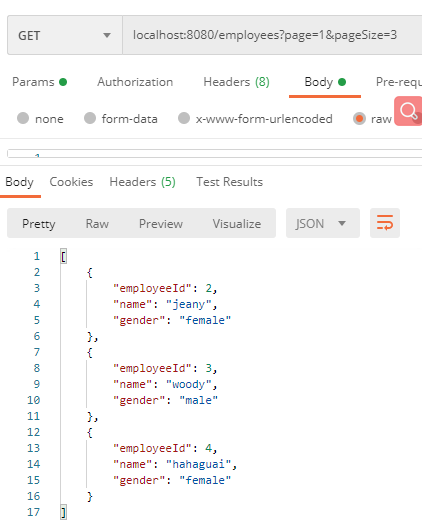 GET localhost:8080/employees?page=1&pageSize=3
Params Authorization Headers (8) Body Pre-requ
none form-data x-www-form-urlencoded raw
1
Body Cookies Headers (5) Test Results
Pretty Raw Preview Visualize JSON
1 [
2 {
3 "employeeId": 2,
4 "name": "jeany",
5 "gender": "female"
6 },
7 {
8 "employeeId": 3,
9 "name": "woody",
10 "gender": "male"
11 },
12 {
13 "employeeId": 4,
14 "name": "hahaguai",
15 "gender": "female"
16 }
17 ]